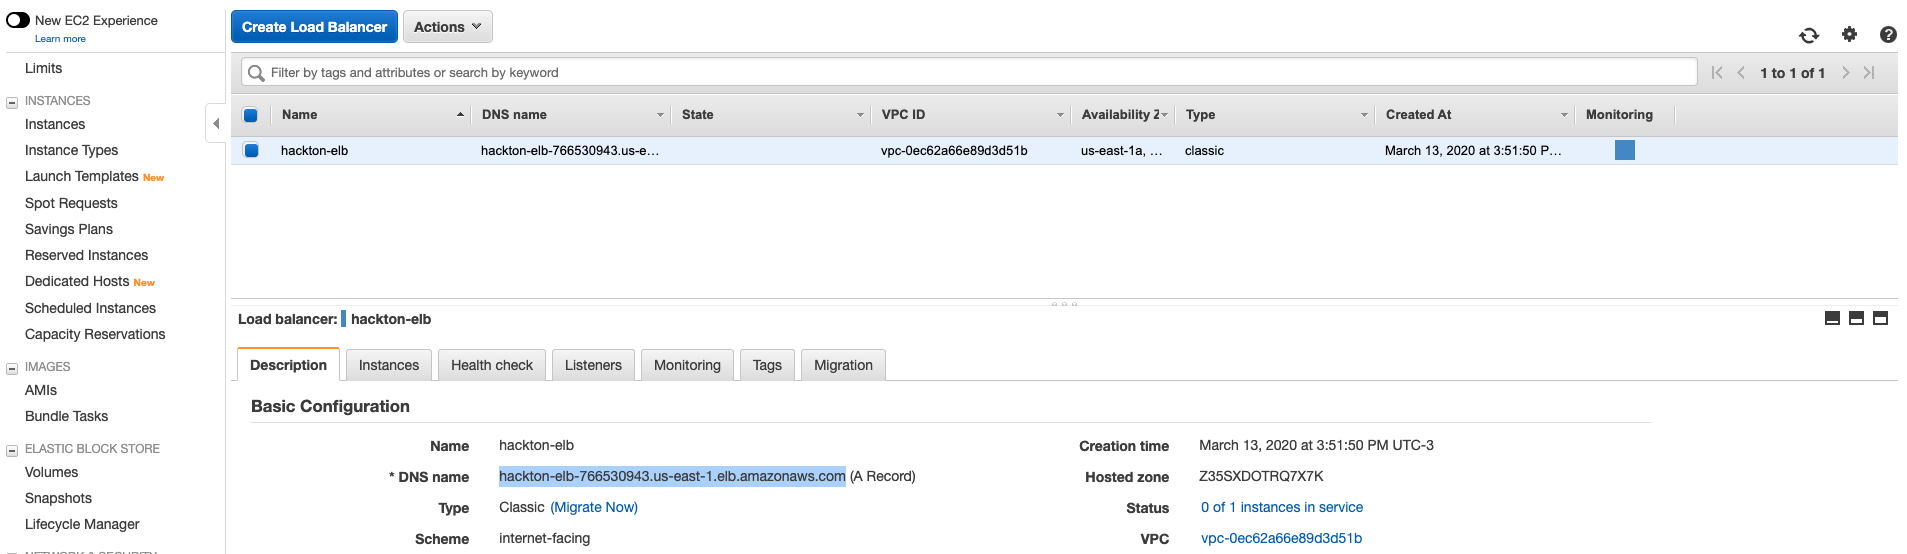 New EC2 Experience
Learn more
Limits
INSTANCES
Instances
Instance Types
Launch Templates New
Spot Requests
Savings Plans
Reserved Instances
Dedicated Hosts New
Scheduled Instances
Capacity Reservations
IMAGES
AMIs
Bundle Tasks
ELASTIC BLOCK STORE
Volumes
Snapshots
Lifecycle Manager
NETWORK & SECURITY
Create Load Balancer Actions
Filter by tags and attributes or search by keyword 1 to 1 of 1
Name DNS name State VPC ID Availability Z Type Created At Monitoring
hackton-elb hackton-elb-766530943.us-e... vpc-0ec62a66e89d3d51b us-east-1a, ... classic March 13, 2020 at 3:51:50 P...
Load balancer: hackton-elb
Description Instances Health check Listeners Monitoring Tags Migration
Basic Configuration
Name hackton-elb Creation time March 13, 2020 at 3:51:50 PM UTC-3
* DNS name hackton-elb-766530943.us-east-1.elb.amazonaws.com (A Record) Hosted zone Z35SXDOTRQ7X7K
Type Classic (Migrate Now) Status 0 of 1 instances in service
Scheme internet-facing VPC vpc-0ec62a66e89d3d51b